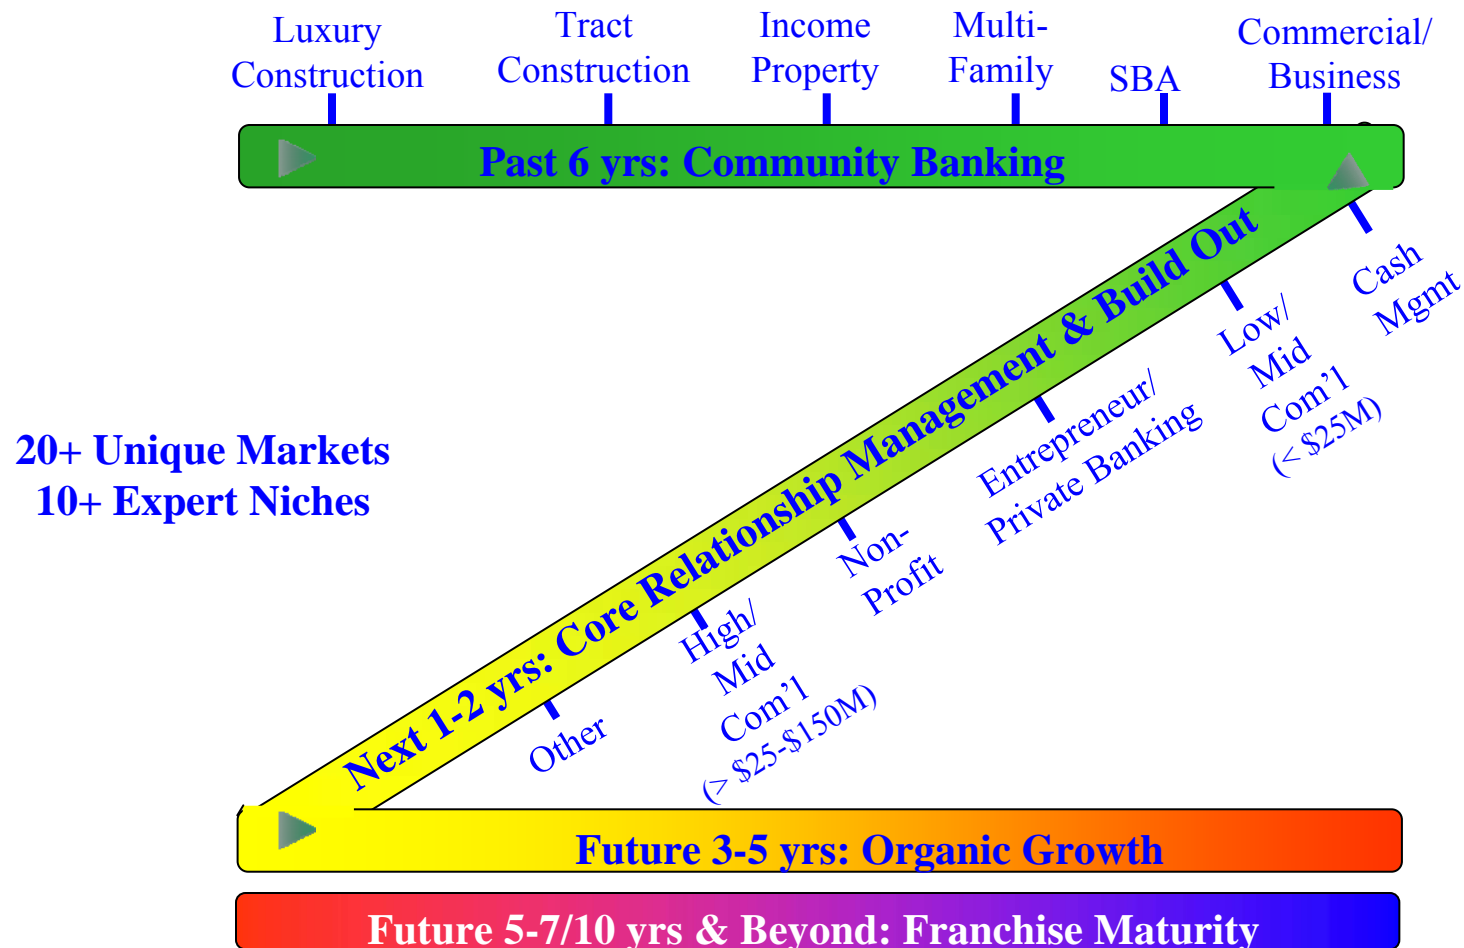 Luxury
Construction
Tract
Construction
Income
Property
Multi-
Family
SBA
Commercial/
Business
Past 6 yrs: Community Banking
Next 1-2 yrs: Core Relationship Management & Build Out
Cash
Mgmt
Low/
Mid
Com’l
(< $25M)
Entrepreneur/
Private Banking
Non-
Profit
High/
Mid
Com’l
(> $25-$150M)
Other
20+ Unique Markets
10+ Expert Niches
Future 3-5 yrs: Organic Growth
Future 5-7/10 yrs & Beyond: Franchise Maturity